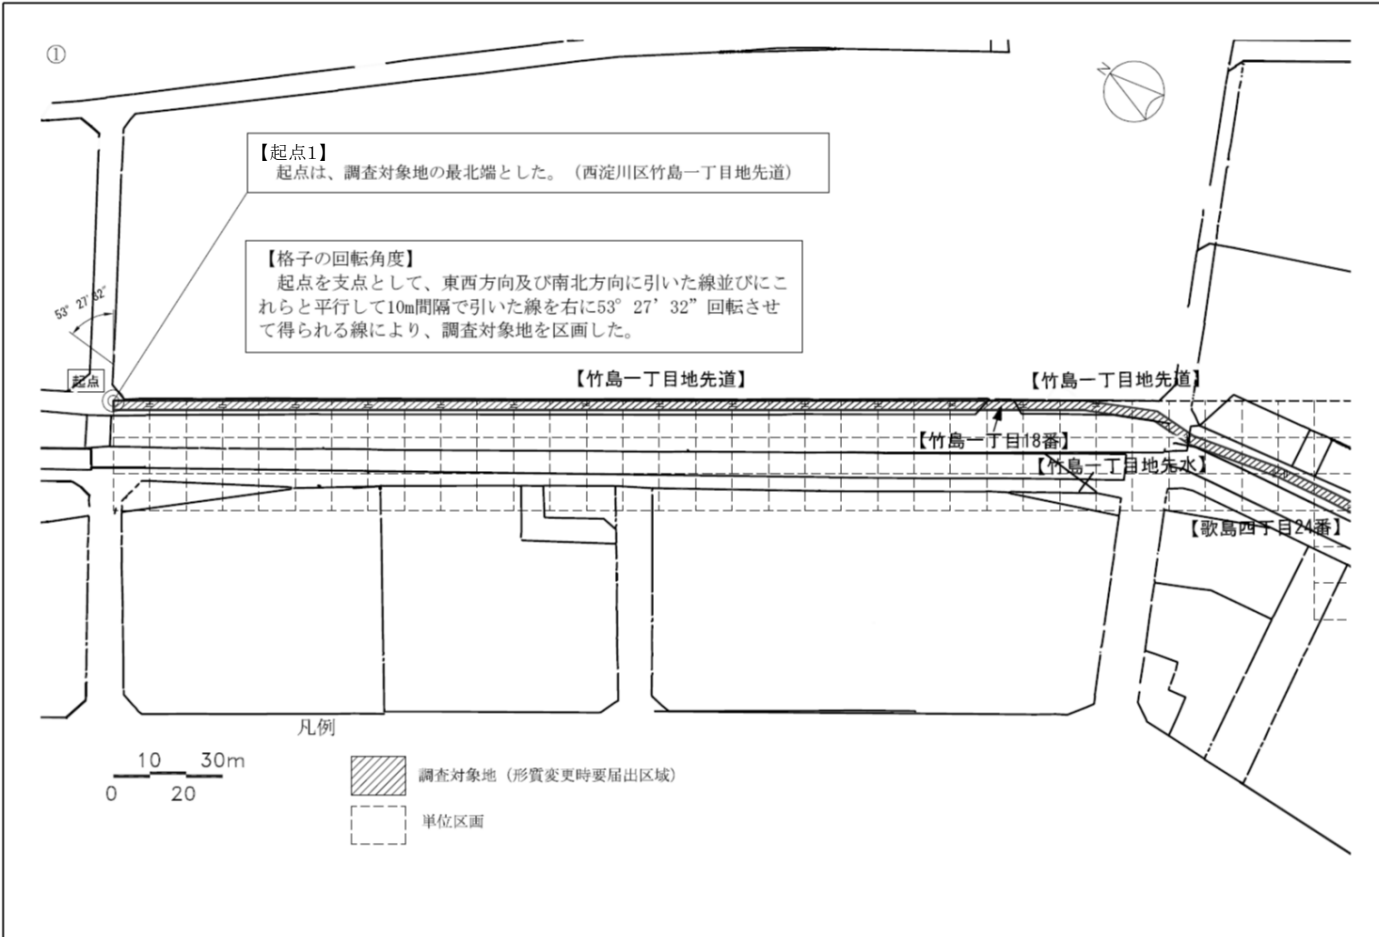 ①
N
【起点1】
起点は、調査対象地の最北端とした。（西淀川区竹島一丁目地先道）
【格子の回転角度】
起点を支点として、東西方向及び南北方向に引いた線並びにこ
れらと平行して10m間隔で引いた線を右に53°27’32”回転させ
て得られる線により、調査対象地を区画した。
53° 27' 32"
起点
【竹島一丁目地先道】
【竹島一丁目地先道】
【竹島一丁目18番】
【竹島一丁目地先水】
【歌島四丁目24番】
凡例
10 30m
0 20
調査対象地（形質変更時要届出区域）
単位区画